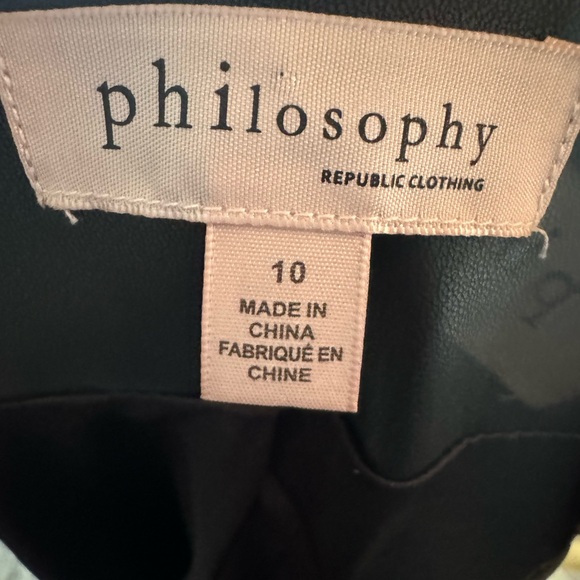 philosophy
REPUBLIC CLOTHING
10
MADE IN
CHINA
FABRIQUÉ EN
CHINE